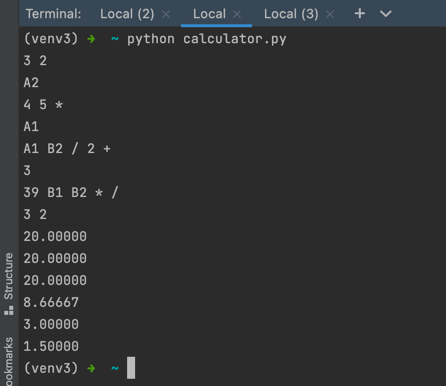 Terminal: Local (2) × Local × Local (3) × +
(venv3) ➜ ~ python calculator.py
3 2
A2
4 5 *
A1
A1 B2 / 2 +
3
39 B1 B2 * /
3 2
20.00000
20.00000
20.00000
8.66667
3.00000
1.50000
(venv3) ➜ ~
Structure
ookmarks